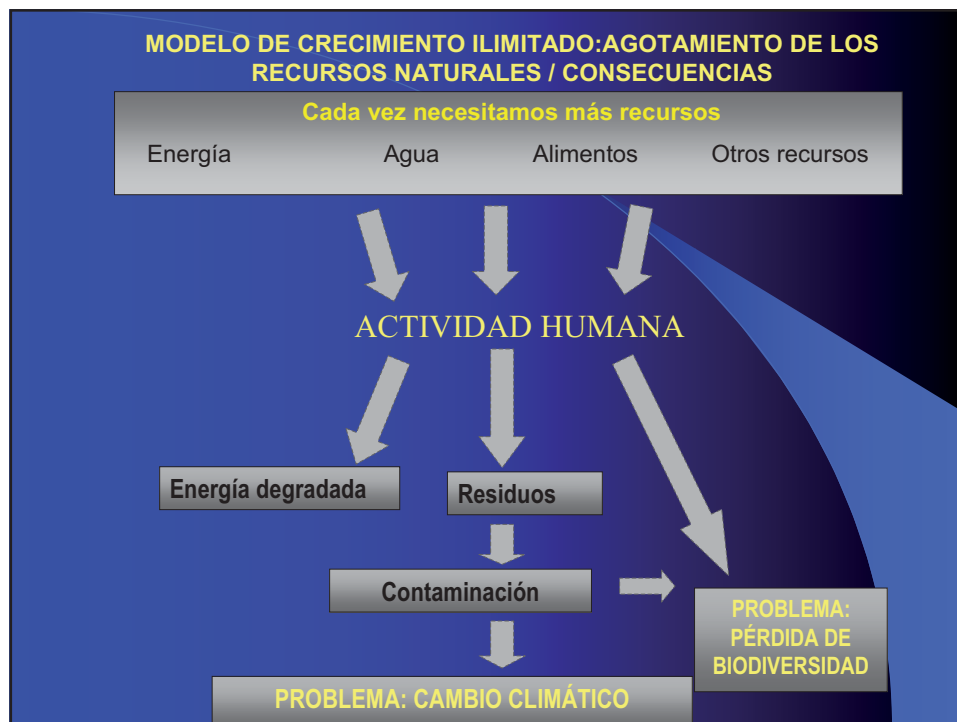 MODELO DE CRECIMIENTO ILIMITADO:AGOTAMIENTO DE LOS
RECURSOS NATURALES / CONSECUENCIAS
Cada vez necesitamos más recursos
Energía Agua Alimentos Otros recursos
ACTIVIDAD HUMANA
Energía degradada
Residuos
Contaminación
PROBLEMA:
PÉRDIDA DE
BIODIVERSIDAD
PROBLEMA: CAMBIO CLIMÁTICO